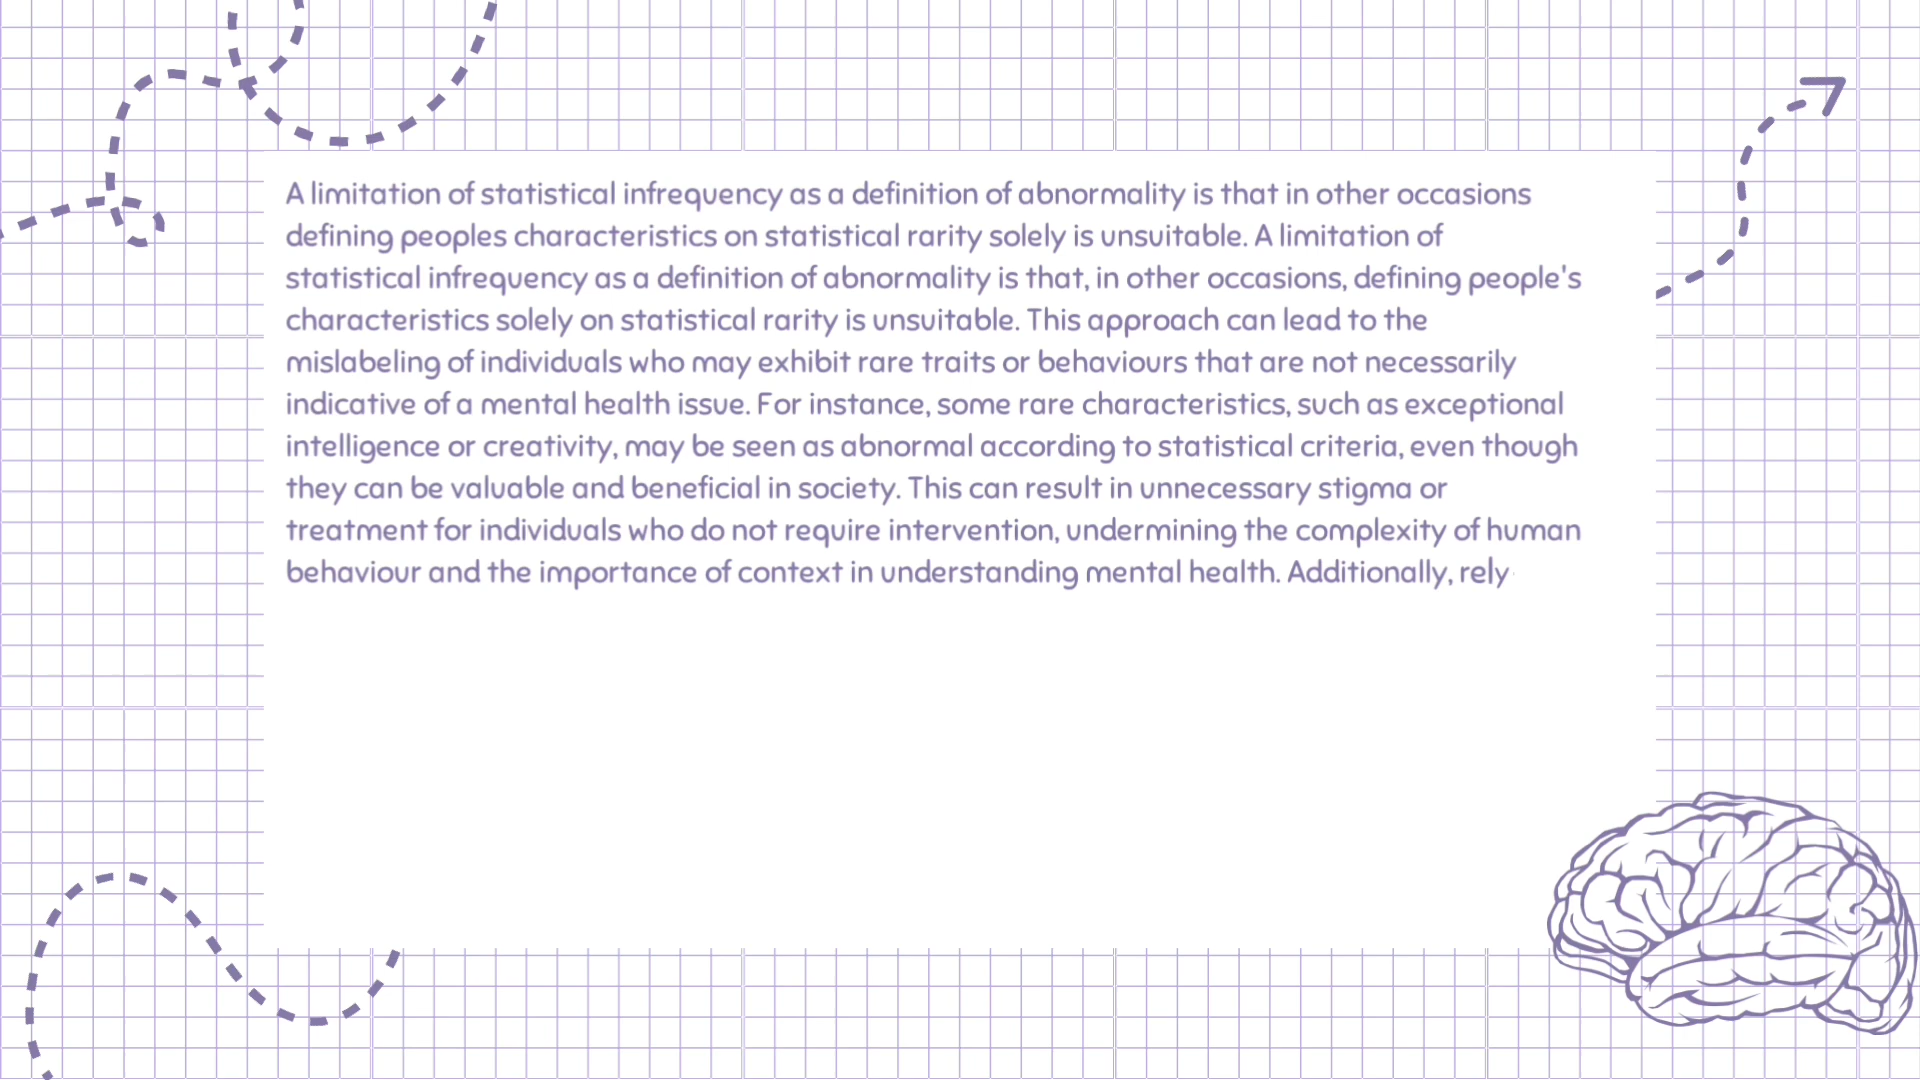 A limitation of statistical infrequency as a definition of abnormality is that in other occasions
defining peoples characteristics on statistical rarity solely is unsuitable. A limitation of
statistical infrequency as a definition of abnormality is that, in other occasions, defining people's
characteristics solely on statistical rarity is unsuitable. This approach can lead to the
mislabeling of individuals who may exhibit rare traits or behaviours that are not necessarily
indicative of a mental health issue. For instance, some rare characteristics, such as exceptional
intelligence or creativity, may be seen as abnormal according to statistical criteria, even though
they can be valuable and beneficial in society. This can result in unnecessary stigma or
treatment for individuals who do not require intervention, undermining the complexity of human
behaviour and the importance of context in understanding mental health. Additionally, rely